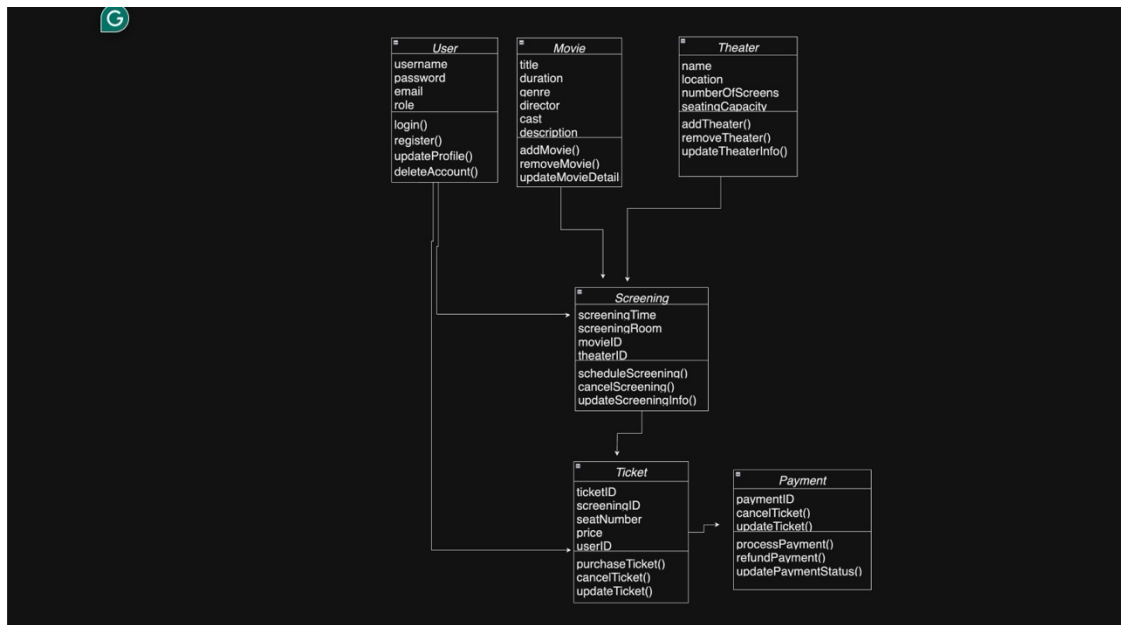 G
User
username
password
email
role
login()
register()
updateProfile()
deleteAccount()
Movie
title
duration
genre
director
cast
description
addMovie()
removeMovie()
updateMovieDetail
Theater
name
location
numberOfScreens
seatingCapacity
addTheater()
removeTheater()
updateTheaterInfo()
Screening
screeningTime
screeningRoom
movieID
theaterID
scheduleScreening()
cancelScreening()
updateScreeningInfo()
Ticket
ticketID
screeningID
seatNumber
price
userID
purchaseTicket()
cancelTicket()
updateTicket()
Payment
paymentID
cancelTicket()
updateTicket()
processPayment()
refundPayment()
updatePaymentStatus()